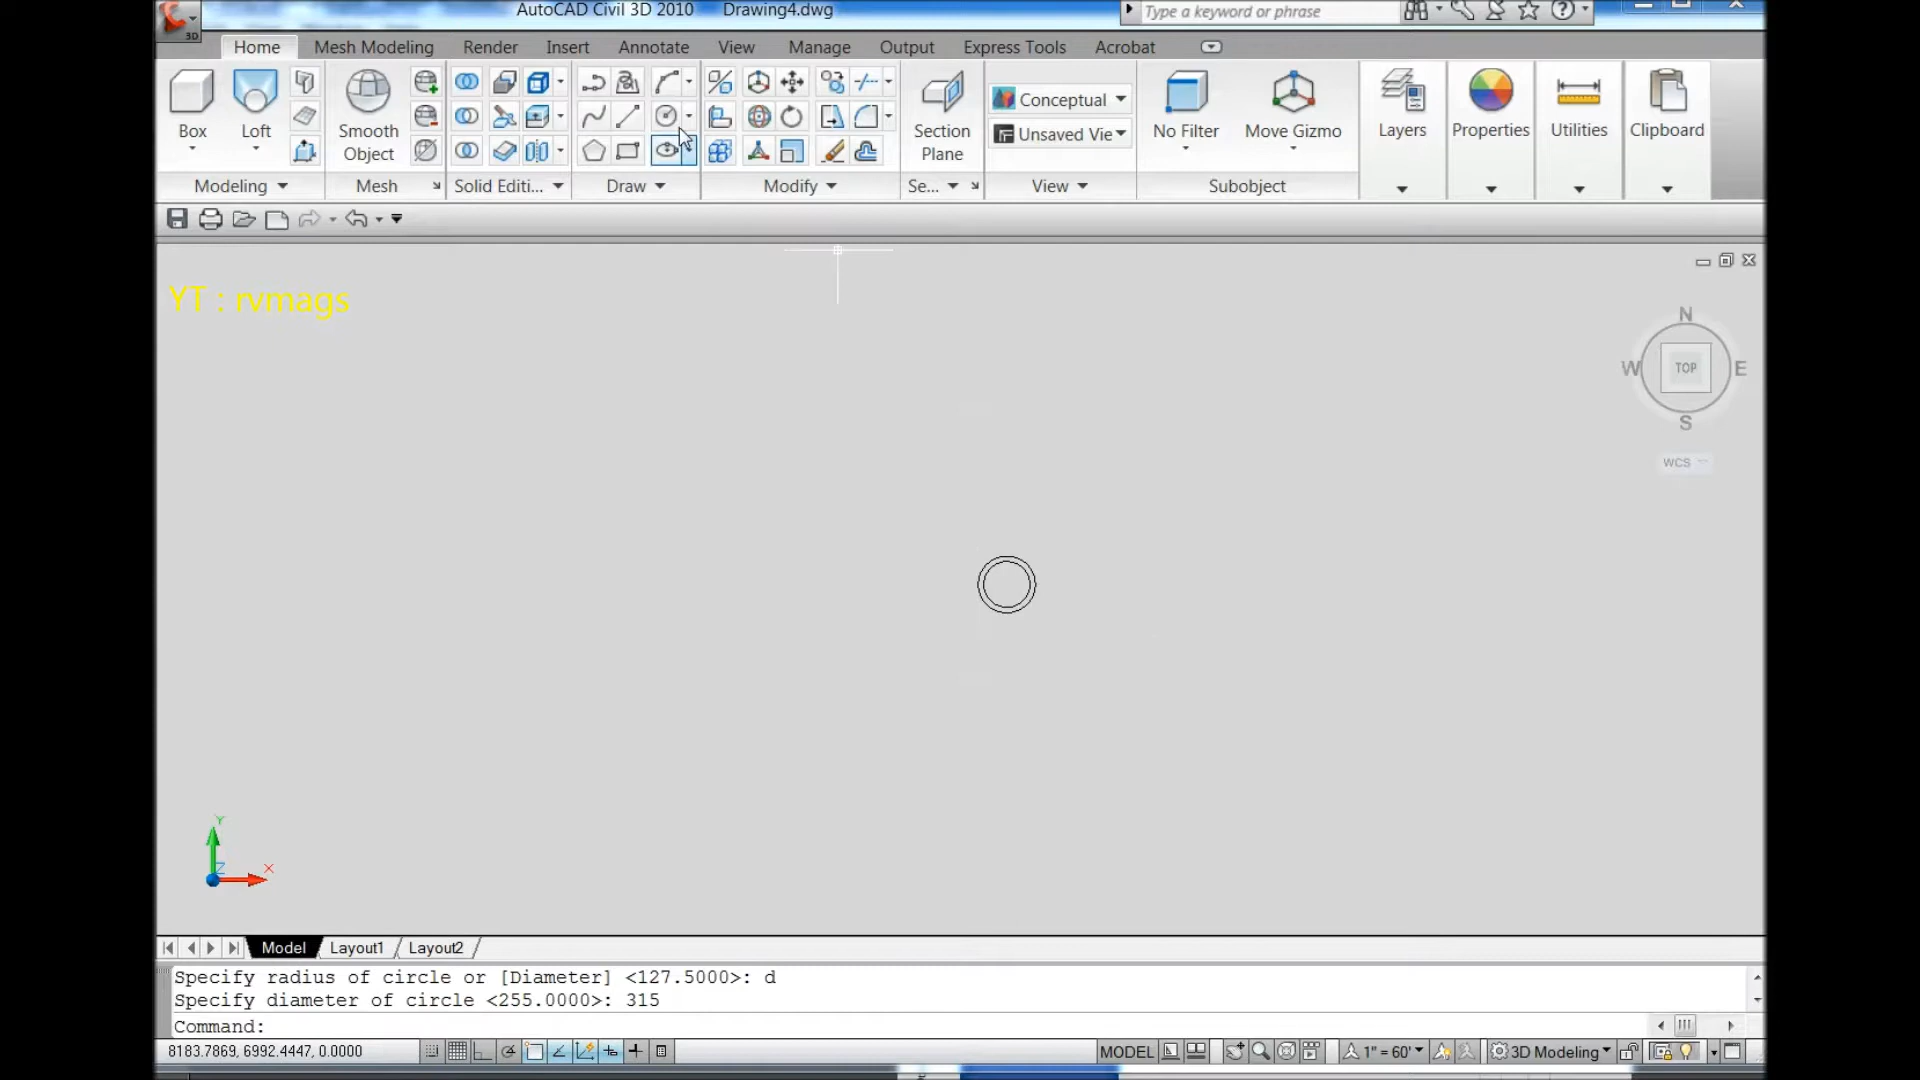 AutoCAD Civil 3D 2010 Drawing4.dwg
Type a keyword or phrase
3D
Home Mesh Modeling Render Insert Annotate View Manage Output Express Tools Acrobat
Box
Loft
Smooth Object
Section Plane
Conceptual
Unsaved Vie
No Filter
Move Gizmo
Layers
Properties
Utilities
Clipboard
Modeling Mesh Solid Editi... Draw Modify Se... View Subobject
YT : rvmags
N
W TOP E
S
WCS
Y
Z X
Model Layout1 Layout2
Specify radius of circle or [Diameter] <127.5000>: d
Specify diameter of circle <255.0000>: 315
Command:
8183.7869, 6992.4447, 0.0000 MODEL 1" = 60' 3D Modeling